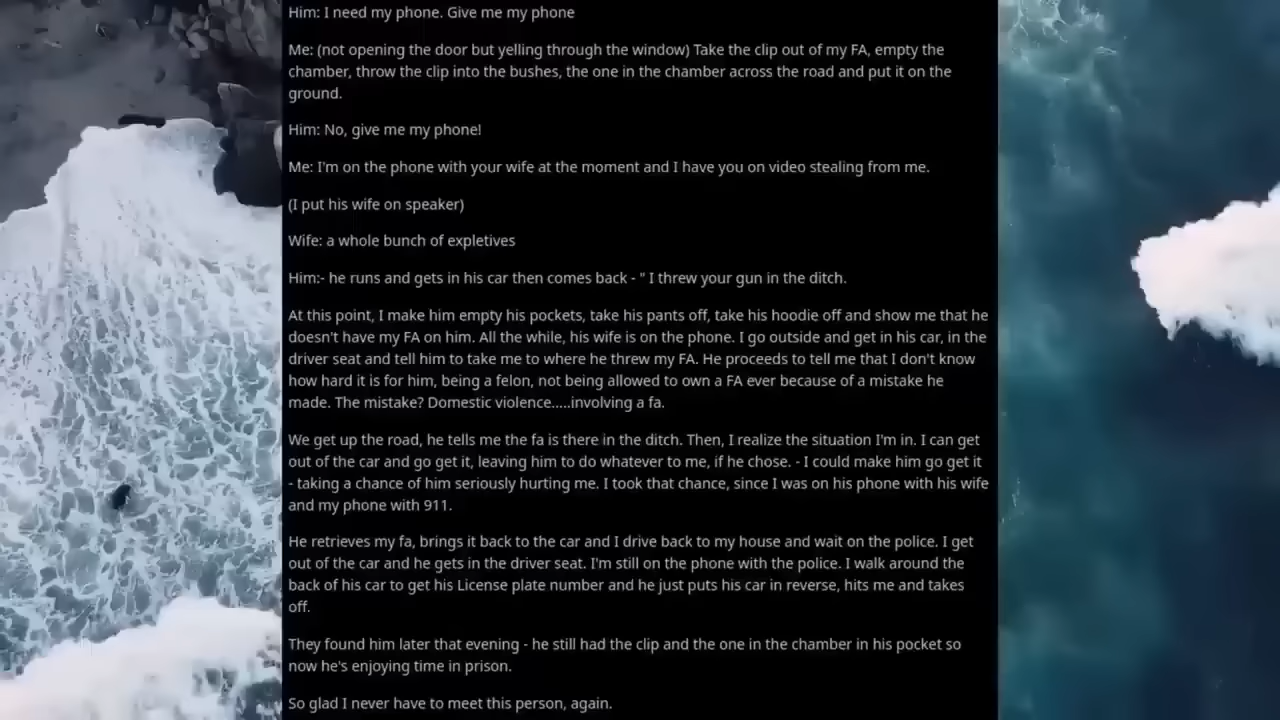 Him: I need my phone. Give me my phone
Me: (not opening the door but yelling through the window) Take the clip out of my FA, empty the
chamber, throw the clip into the bushes, the one in the chamber across the road and put it on the
ground.
Him: No, give me my phone!
Me: I'm on the phone with your wife at the moment and I have you on video stealing from me.
(I put his wife on speaker)
Wife: a whole bunch of expletives
Him:- he runs and gets in his car then comes back - " I threw your gun in the ditch.
At this point, I make him empty his pockets, take his pants off, take his hoodie off and show me that he
doesn't have my FA on him. All the while, his wife is on the phone. I go outside and get in his car, in the
driver seat and tell him to take me to where he threw my FA. He proceeds to tell me that I don't know
how hard it is for him, being a felon, not being allowed to own a FA ever because of a mistake he
made. The mistake? Domestic violence.....involving a fa.
We get up the road, he tells me the fa is there in the ditch. Then, I realize the situation I'm in. I can get
out of the car and go get it, leaving him to do whatever to me, if he chose. - I could make him go get it
- taking a chance of him seriously hurting me. I took that chance, since I was on his phone with his wife
and my phone with 911.
He retrieves my fa, brings it back to the car and I drive back to my house and wait on the police. I get
out of the car and he gets in the driver seat. I'm still on the phone with the police. I walk around the
back of his car to get his License plate number and he just puts his car in reverse, hits me and takes
off.
They found him later that evening - he still had the clip and the one in the chamber in his pocket so
now he's enjoying time in prison.
So glad I never have to meet this person, again.